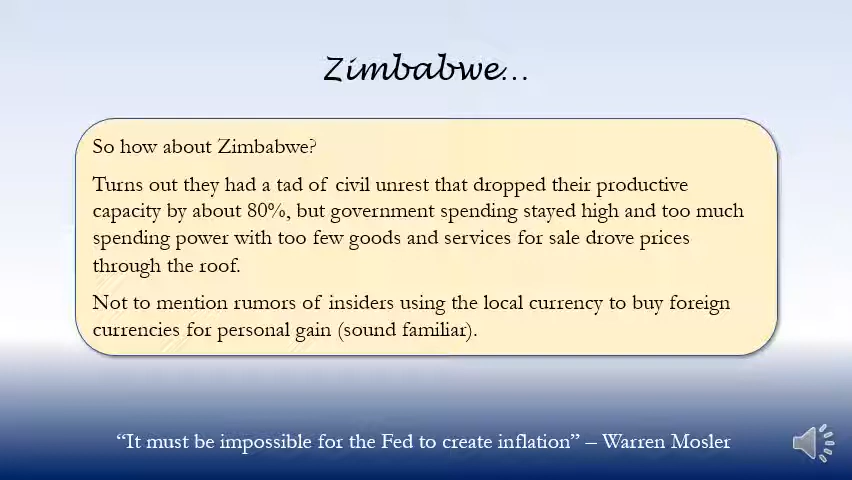 Zimbabwe...
So how about Zimbabwe?
Turns out they had a tad of civil unrest that dropped their productive
capacity by about 80%, but government spending stayed high and too much
spending power with too few goods and services for sale drove prices
through the roof.
Not to mention rumors of insiders using the local currency to buy foreign
currencies for personal gain (sound familiar).
“It must be impossible for the Fed to create inflation” – Warren Mosler